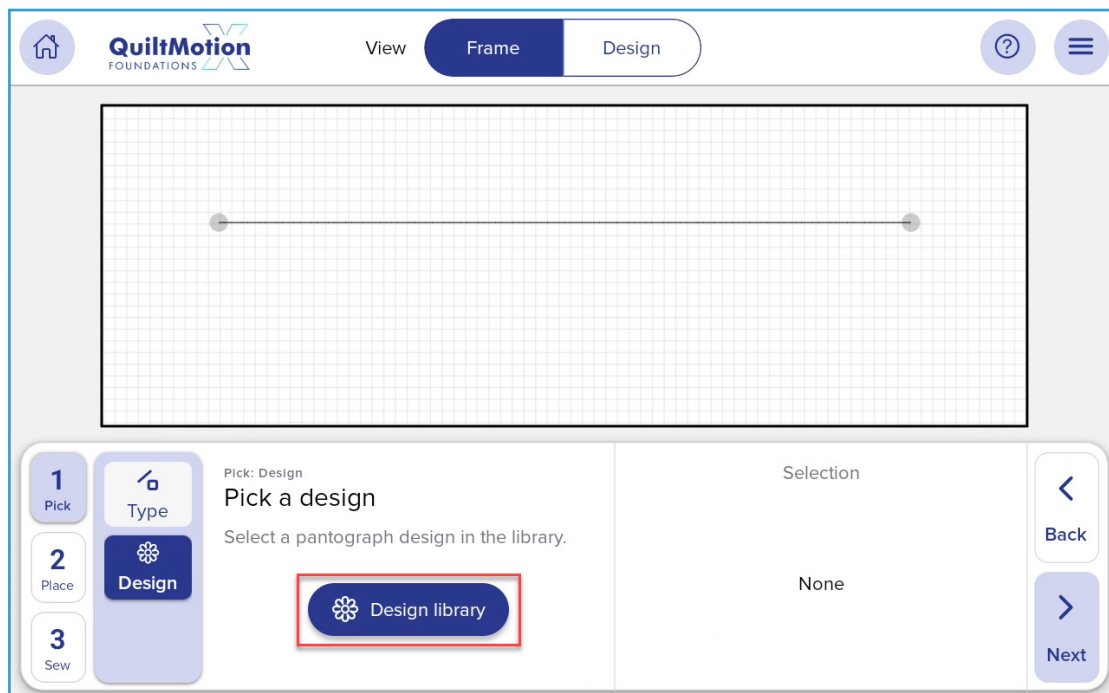 QuiltMotion
FOUNDATIONS
View
Frame
Design
1
Pick
2
Place
3
Sew
Type
Design
Pick: Design
Pick a design
Select a pantograph design in the library.
Design library
Selection
None
Back
Next